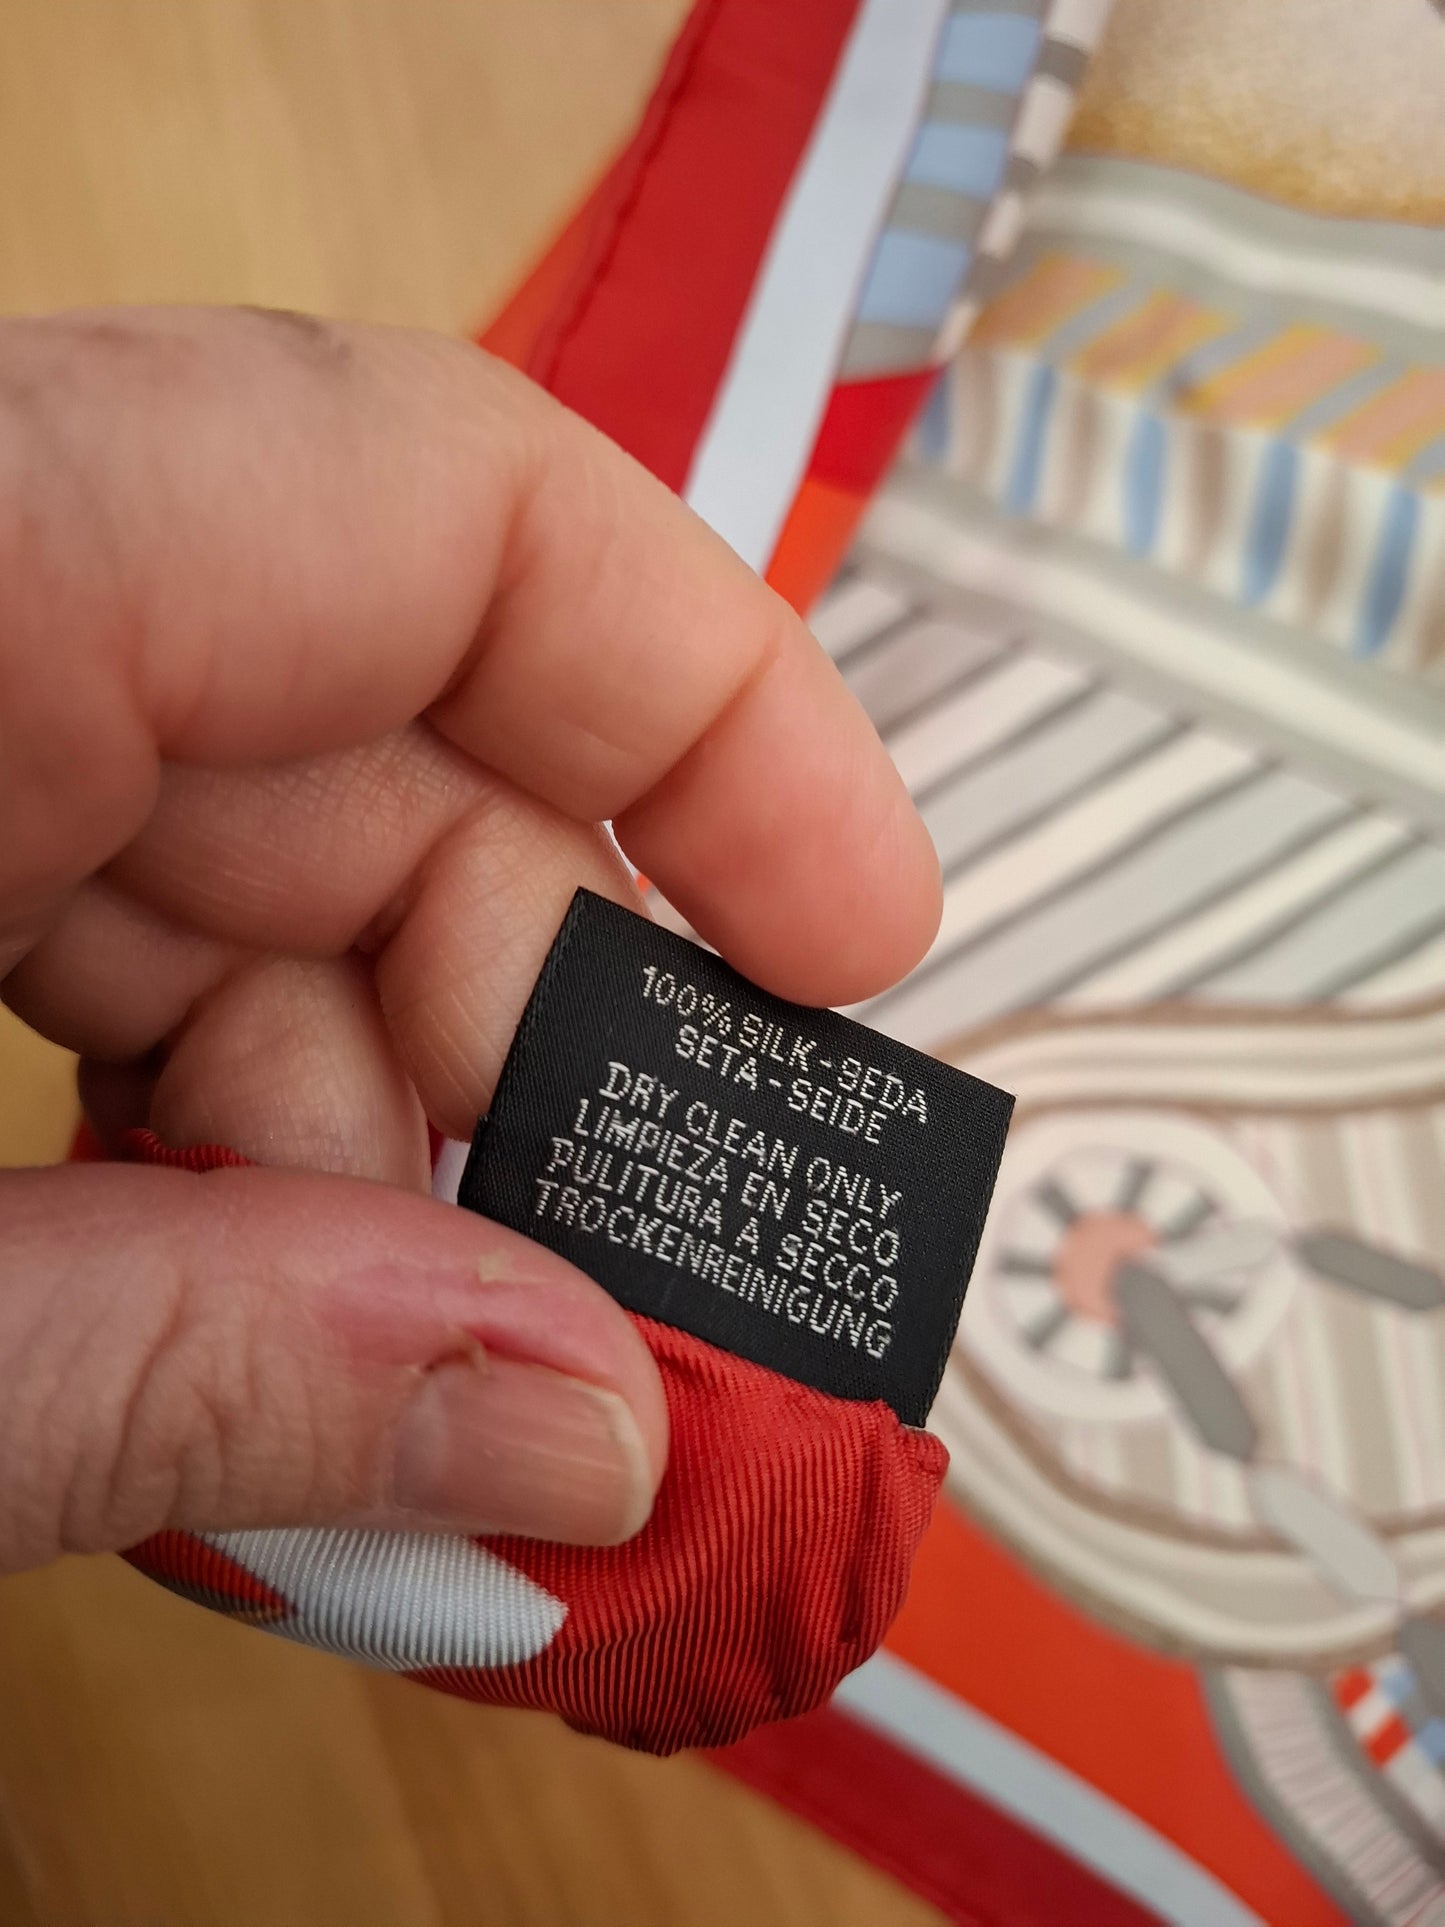 100% SILK - SEDA
SETA - SEIDE
DRY CLEAN ONLY
LIMPIEZA EN SECO
PULITURA A SECCO
TROCKENREINIGUNG